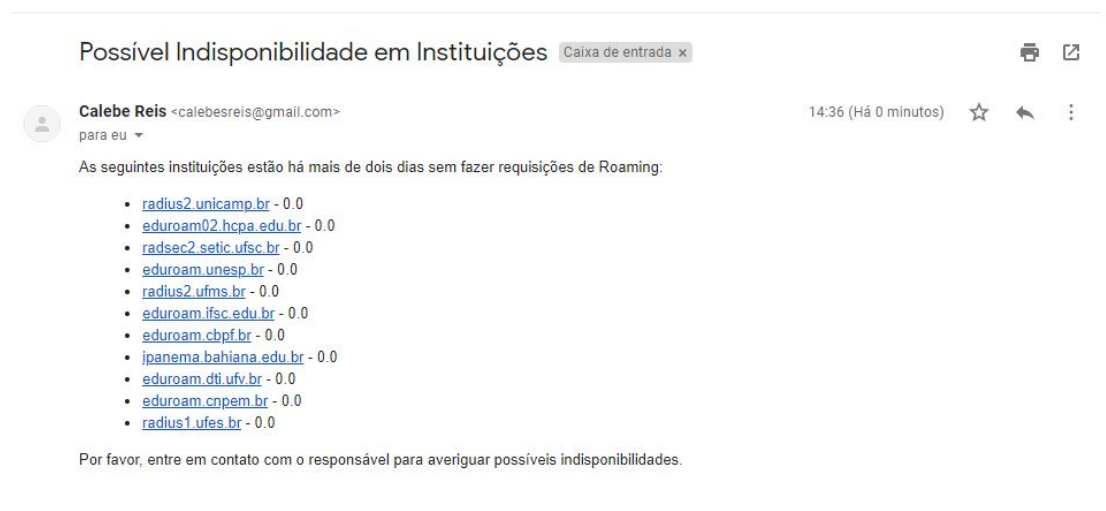 Possível Indisponibilidade em Instituições Caixa de entrada x
Calebe Reis <calebesreis@gmail.com> 14:36 (Há 0 minutos)
para eu
As seguintes instituições estão há mais de dois dias sem fazer requisições de Roaming:
• radius2.unicamp.br - 0.0
• eduroam02.hcpa.edu.br - 0.0
• radsec2.setic.ufsc.br - 0.0
• eduroam.unesp.br - 0.0
• radius2.ufms.br - 0.0
• eduroam.ifsc.edu.br - 0.0
• eduroam.cbpf.br - 0.0
• ipanema.bahiana.edu.br - 0.0
• eduroam.dti.ufv.br - 0.0
• eduroam.cnpem.br - 0.0
• radius1.ufes.br - 0.0
Por favor, entre em contato com o responsável para averiguar possíveis indisponibilidades.